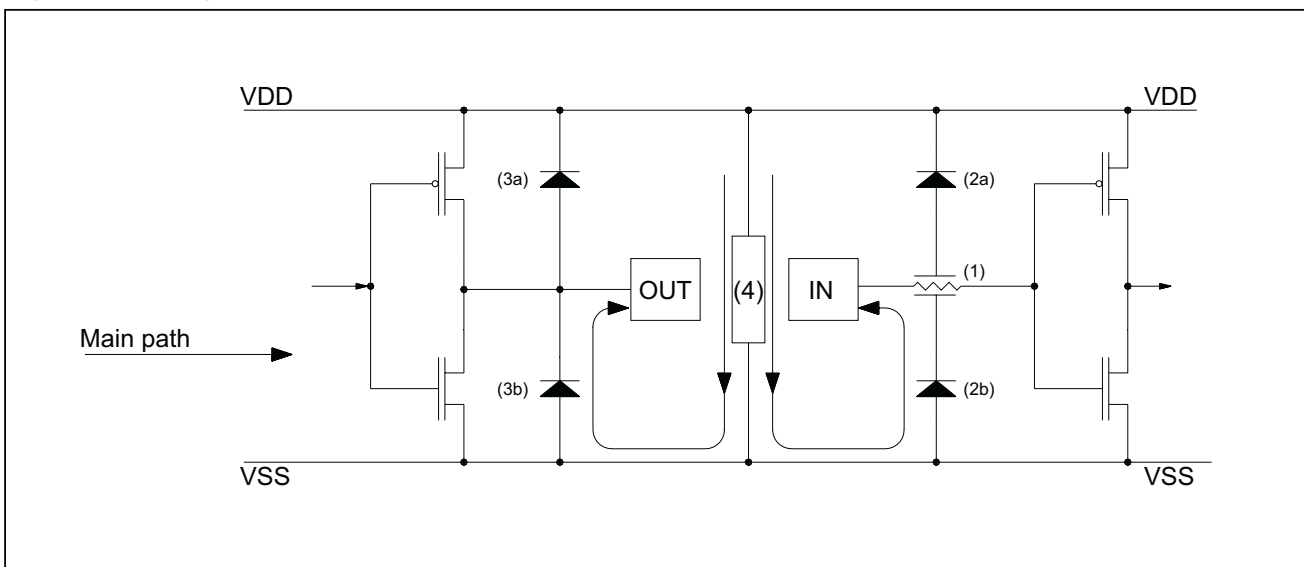 VDD VDD
(3a) (2a)
(1)
OUT (4) IN
Main path
(3b) (2b)
VSS VSS